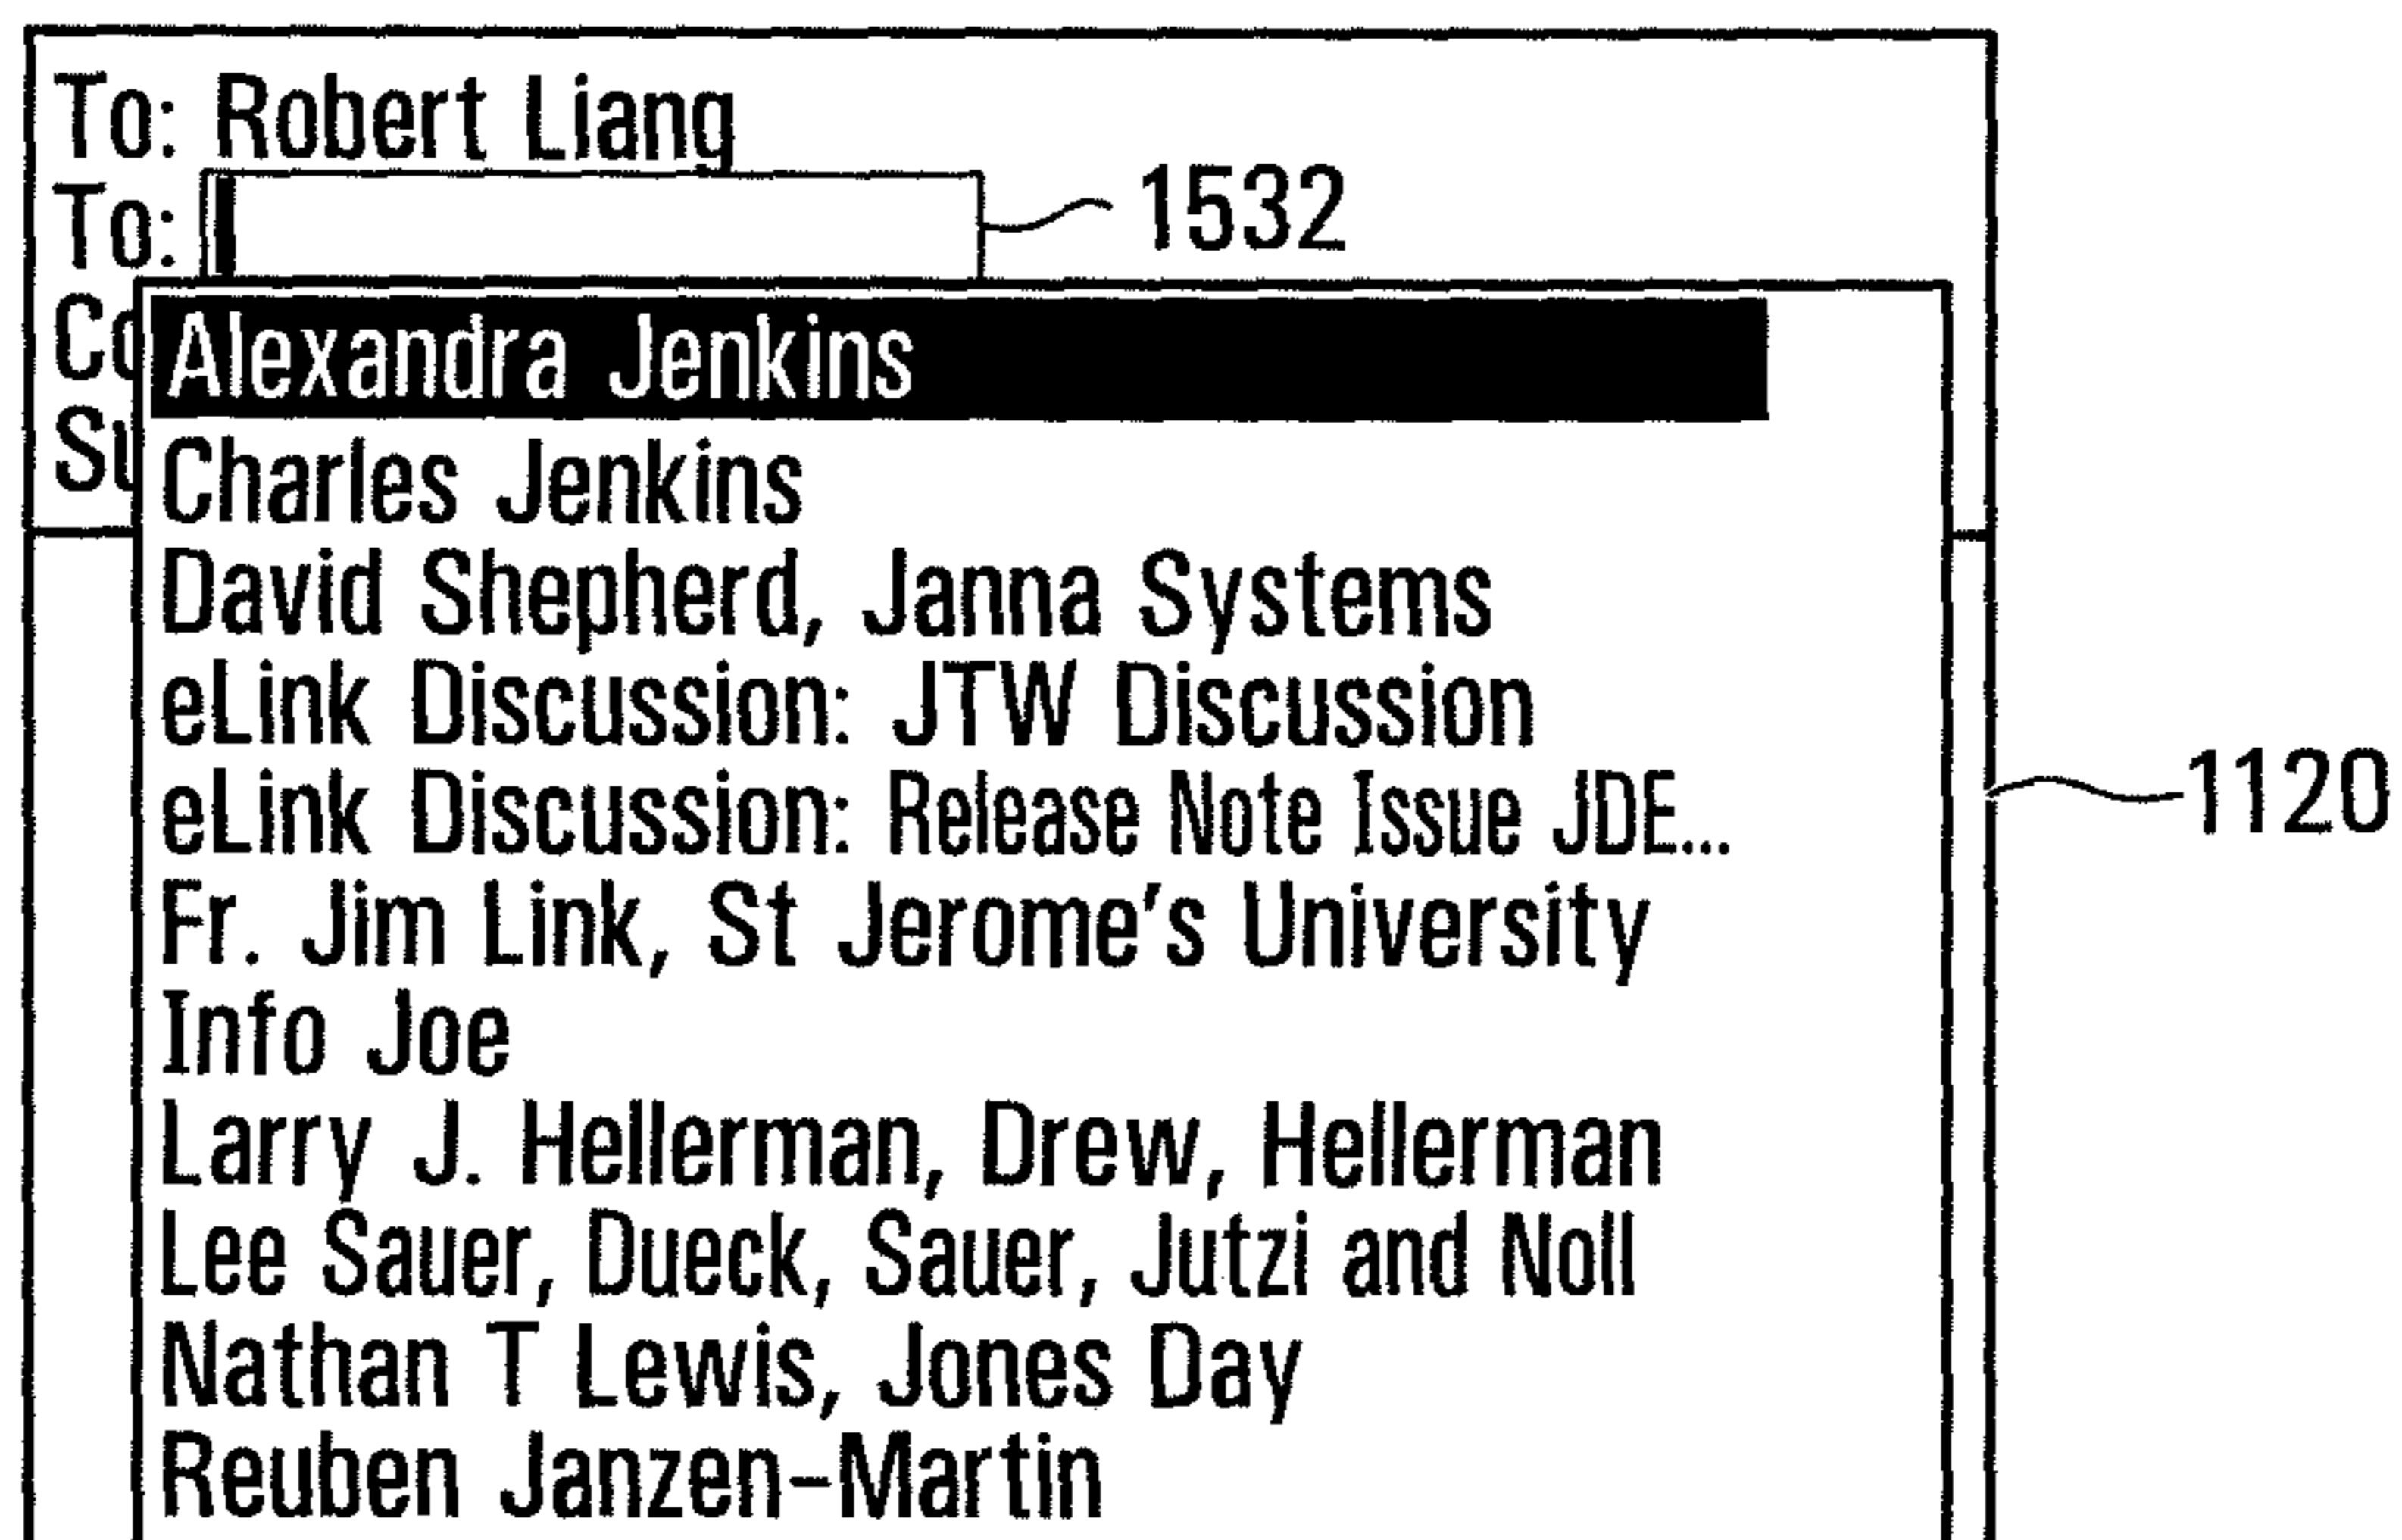 To: Robert Liang
To:
1532
Alexandra Jenkins
Charles Jenkins
David Shepherd, Janna Systems
eLink Discussion: JTW Discussion
eLink Discussion: Release Note Issue JDE...
1120
Fr. Jim Link, St Jerome's University
Info Joe
Larry J. Hellerman, Drew, Hellerman
Lee Sauer, Dueck, Sauer, Jutzi and Noll
Nathan T Lewis, Jones Day
Reuben Janzen-Martin